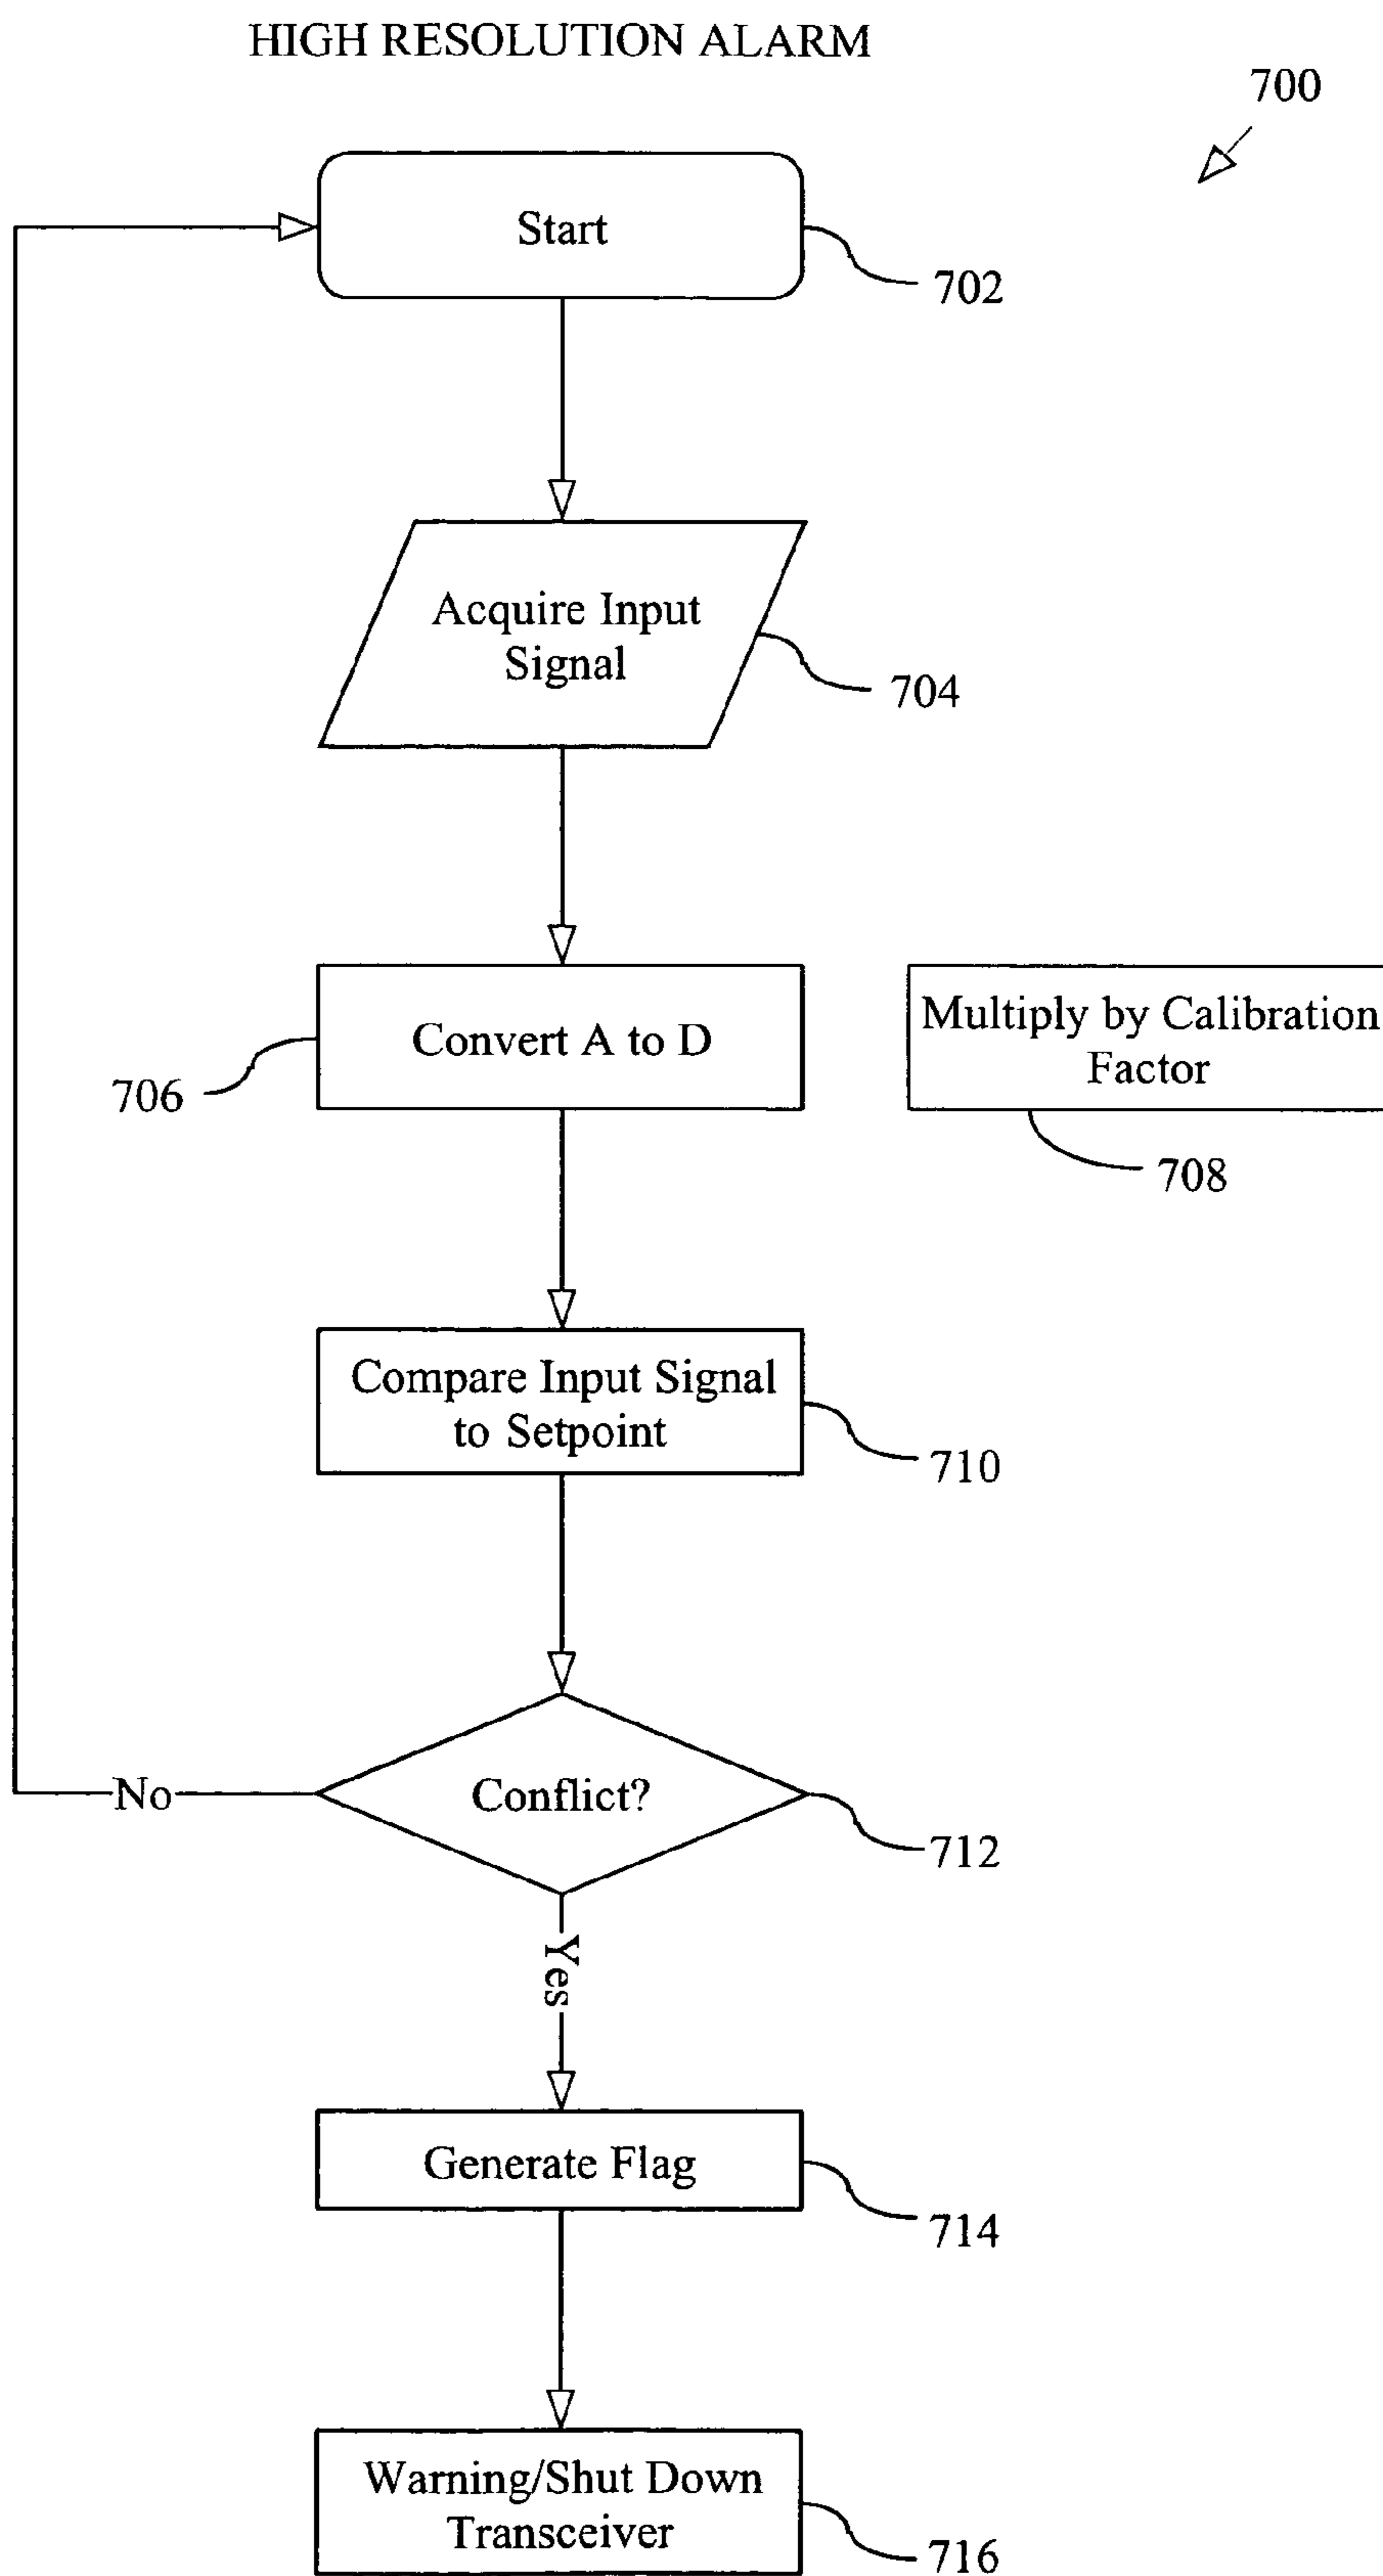 HIGH RESOLUTION ALARM
700
Start
702
Acquire Input
Signal
704
Convert A to D
706
Multiply by Calibration
Factor
708
Compare Input Signal
to Setpoint
710
Conflict?
712
No
Yes
Generate Flag
714
Warning/Shut Down
Transceiver
716